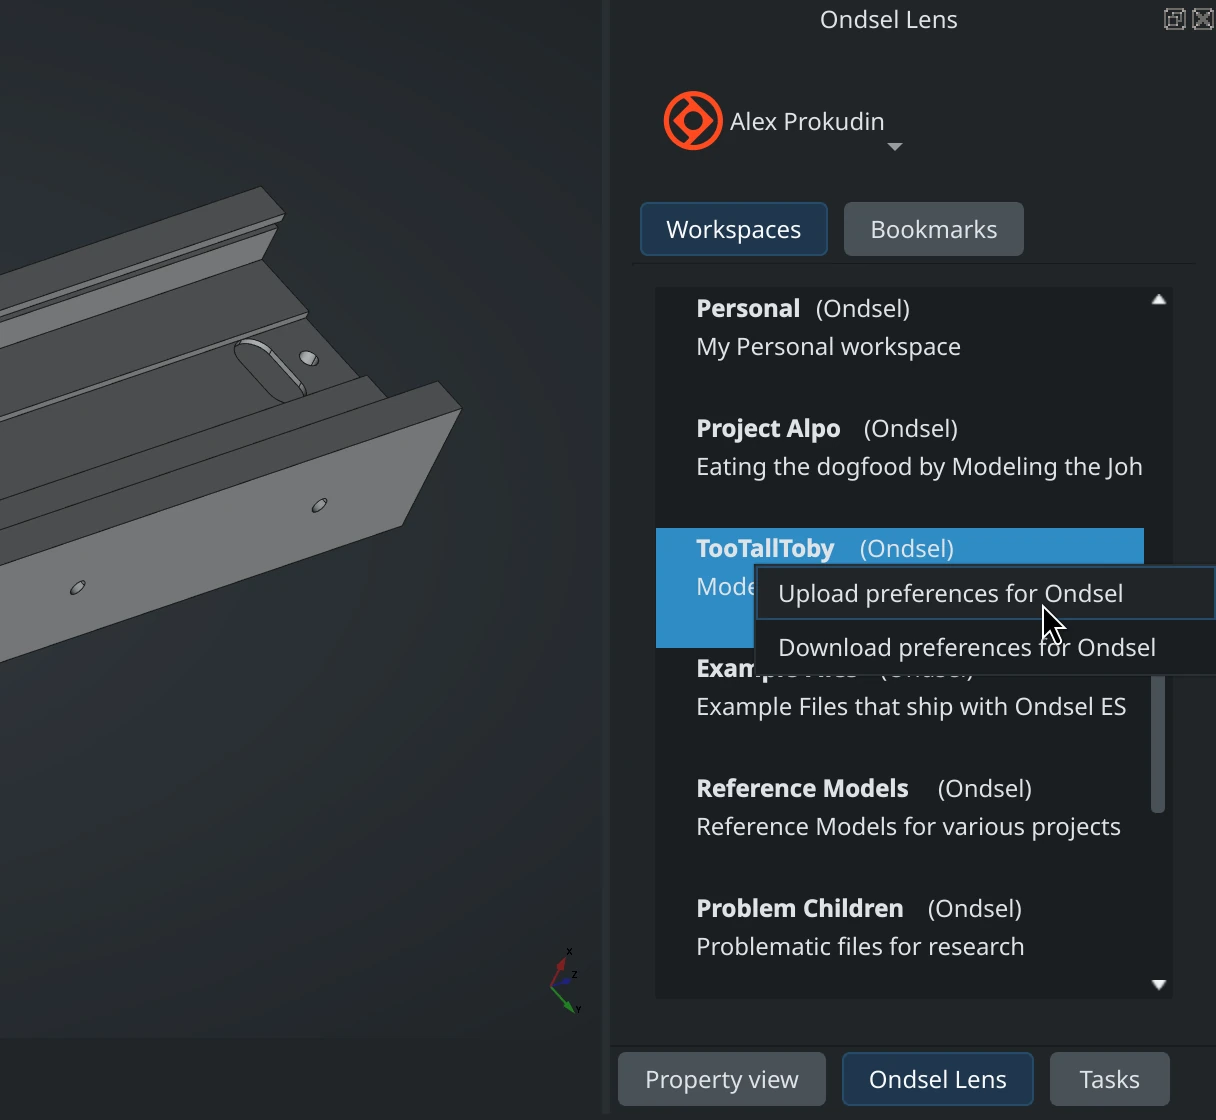 Ondsel Lens
Alex Prokudin
Workspaces
Bookmarks
Personal (Ondsel)
My Personal workspace
Project Alpo (Ondsel)
Eating the dogfood by Modeling the Joh
TooTallToby (Ondsel)
Mode
Upload preferences for Ondsel
Download preferences for Ondsel
Example Files (Ondsel)
Example Files that ship with Ondsel ES
Reference Models (Ondsel)
Reference Models for various projects
Problem Children (Ondsel)
Problematic files for research
X
Z
Y
Property view
Ondsel Lens
Tasks